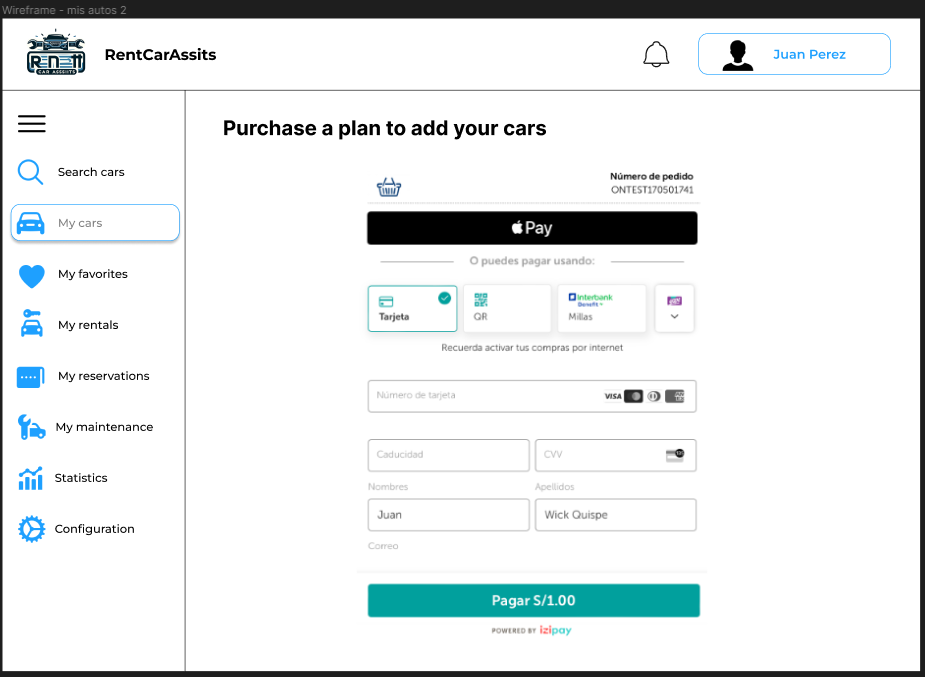 Wireframe - mis autos 2
RENTT
CAR ASSSIITS
RentCarAssits
Juan Perez
Purchase a plan to add your cars
Search cars
My cars
My favorites
My rentals
My reservations
My maintenance
Statistics
Configuration
Número de pedido
ONTEST170501741
Pay
O puedes pagar usando:
Tarjeta
QR
Interbank
Benefit
Millas
Recuerda activar tus compras por internet
Número de tarjeta
VISA
Caducidad
CVV
Nombres
Apellidos
Juan
Wick Quispe
Correo
Pagar S/1.00
POWERED BY izipay